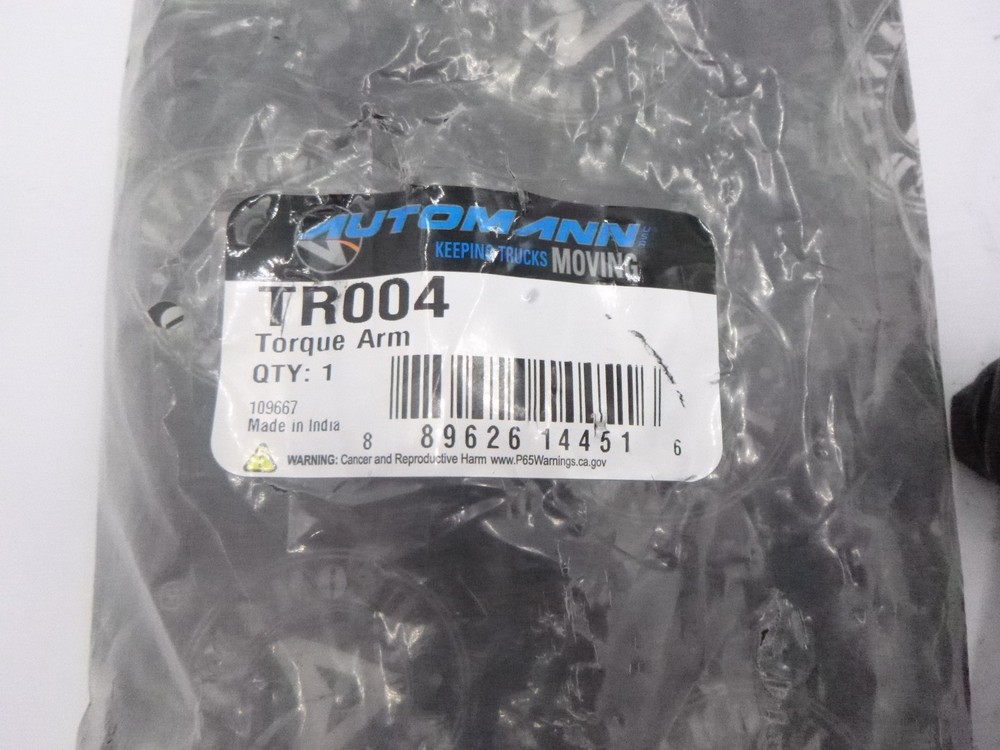 AUTOMANN
KEEPING TRUCKS MOVING
TR004
Torque Arm
QTY: 1
109667
Made in India
8 89626 14451 6
WARNING: Cancer and Reproductive Harm www.P65Warnings.ca.gov